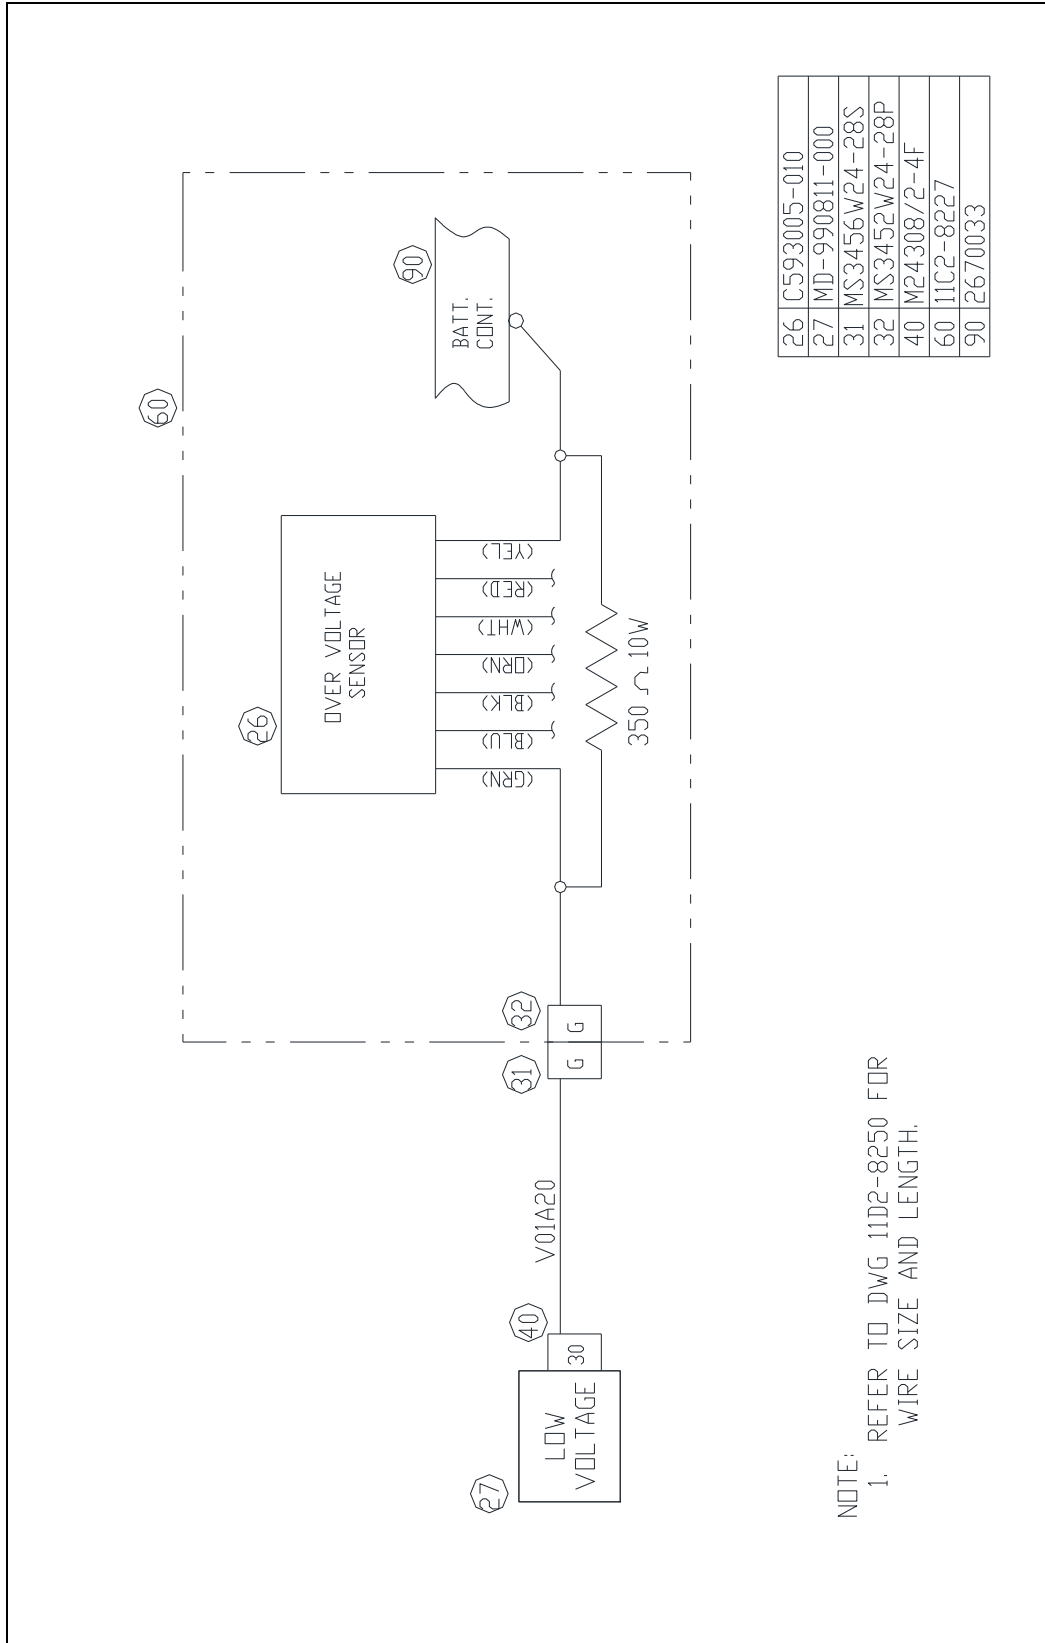 60
90
BATT.
CONT.
26
OVER VOLTAGE
SENSOR
(GRN)
(BLU)
(BLK)
(ORN)
(WHT)
(RED)
(YEL)
350 Ω 10W
27
LOW
VOLTAGE
40
30
V01A20
31
32
G
G
26 C593005-010
27 MD-990811-000
31 MS3456W24-28S
32 MS3452W24-28P
40 M24308/2-4F
60 11C2-8227
90 2670033
NOTE:
1. REFER TO DWG 11D2-8250 FOR
WIRE SIZE AND LENGTH.